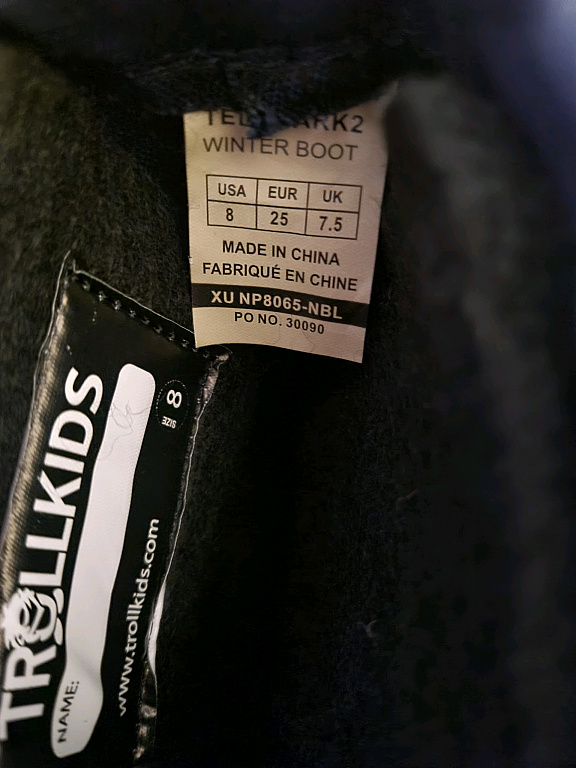 WINTER BOOT
USA EUR UK
8 25 7.5
MADE IN CHINA
FABRIQUÉ EN CHINE
XU NP8065-NBL
PO NO. 30090
TROLLKIDS
NAME:
SIZE 8
www.trollkids.com